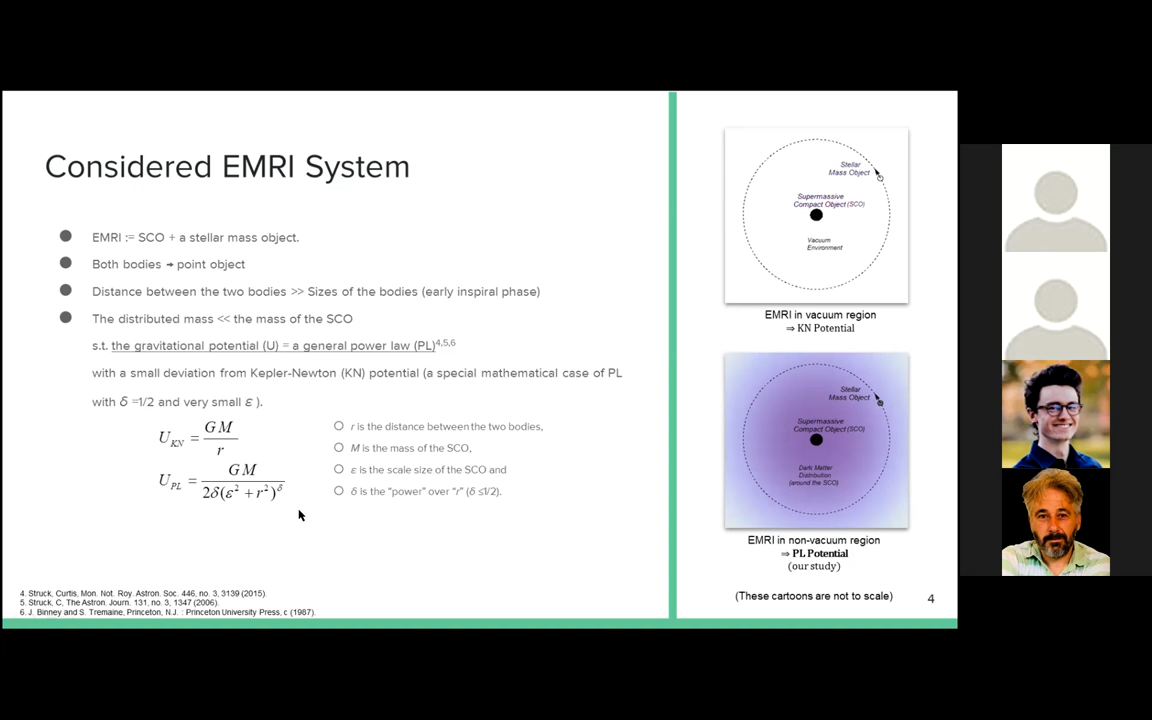 Considered EMRI System
EMRI := SCO + a stellar mass object.
Both bodies → point object
Distance between the two bodies >> Sizes of the bodies (early inspiral phase)
The distributed mass << the mass of the SCO
s.t. the gravitational potential (U) = a general power law (PL)4,5,6
with a small deviation from Kepler-Newton (KN) potential (a special mathematical case of PL
with δ =1/2 and very small ε ).
U_KN = GM / r
U_PL = GM / 2δ(ε² + r²)^δ
r is the distance between the two bodies,
M is the mass of the SCO,
ε is the scale size of the SCO and
δ is the “power” over “r” (δ ≤1/2).
4. Struck, Curtis, Mon. Not. Roy. Astron. Soc. 446, no. 3, 3139 (2015).
5. Struck, C, The Astron. Journ. 131, no. 3, 1347 (2006).
6. J. Binney and S. Tremaine, Princeton, N.J. : Princeton University Press, c (1987).
Stellar
Mass Object
Supermassive
Compact Object (SCO)
Vacuum
Environment
EMRI in vacuum region
⇒ KN Potential
Stellar
Mass Object
Supermassive
Compact Object (SCO)
Dark Matter
Distribution
(around the SCO)
EMRI in non-vacuum region
⇒ PL Potential
(our study)
(These cartoons are not to scale)
4